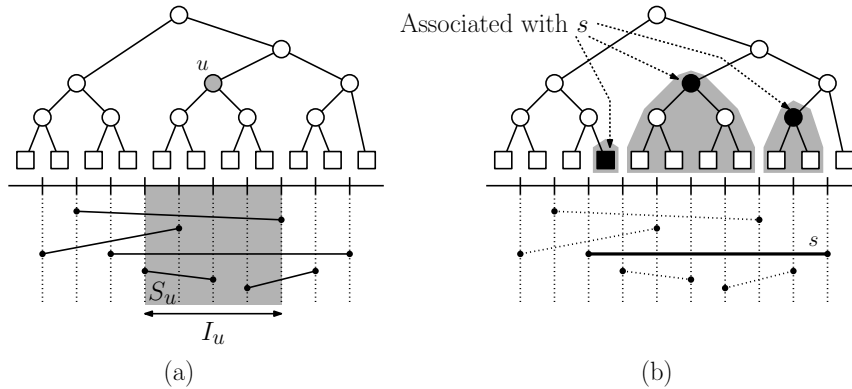 Associated with s
u
s
S_u
I_u
(a)
(b)